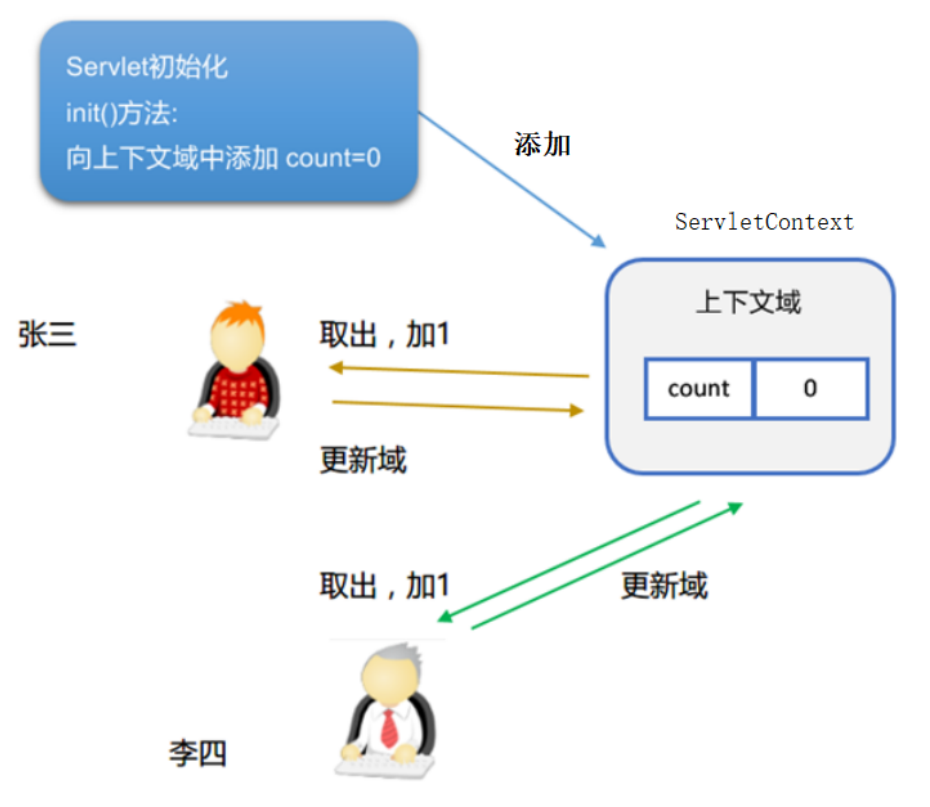 Servlet初始化
init()方法:
向上下文域中添加 count=0
添加
ServletContext
上下文域
count 0
张三
取出，加1
更新域
取出，加1
更新域
李四